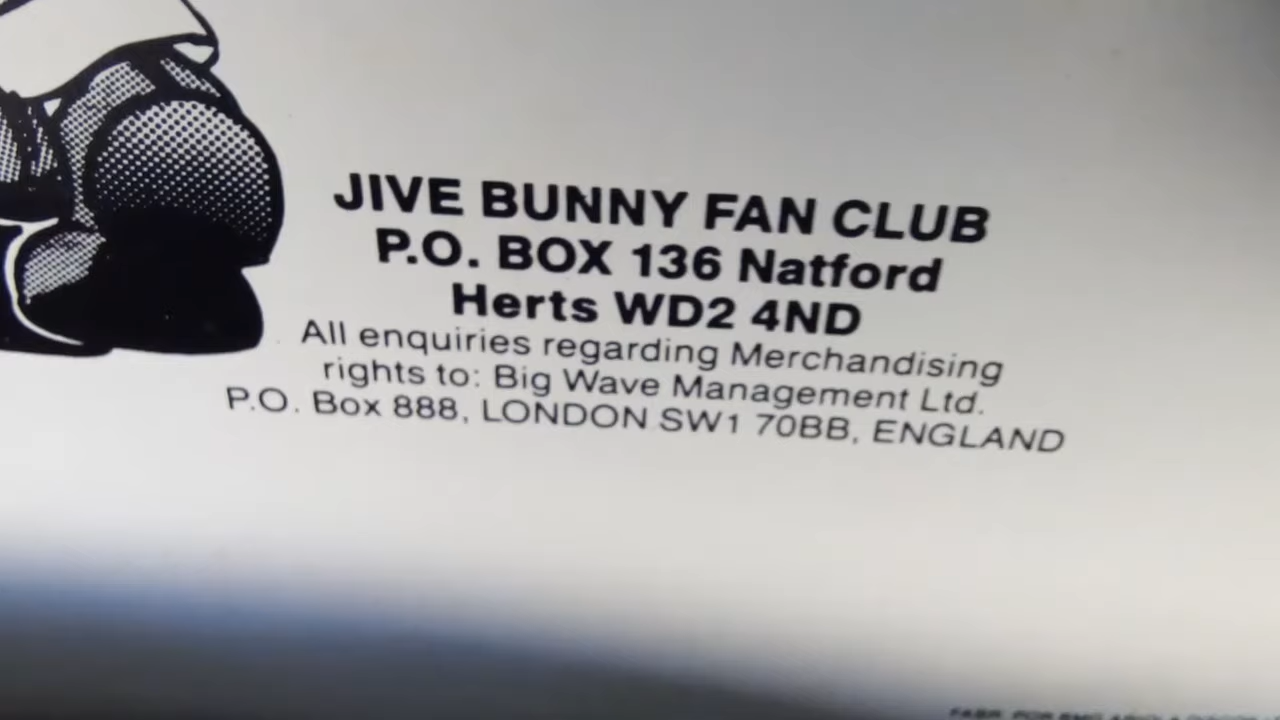 JIVE BUNNY FAN CLUB
P.O. BOX 136 Natford
Herts WD2 4ND
All enquiries regarding Merchandising
rights to: Big Wave Management Ltd.
P.O. Box 888, LONDON SW1 70BB, ENGLAND